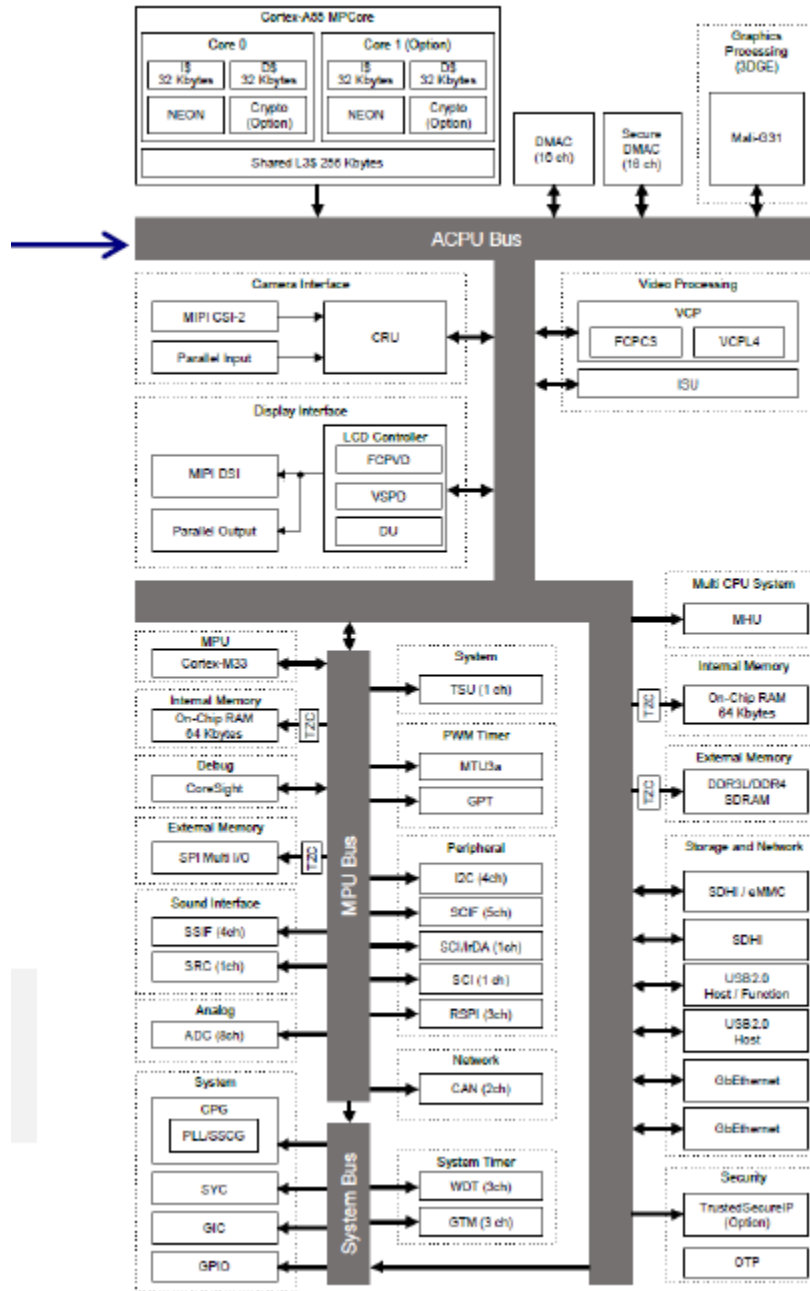 Cortex-A55 MPCore
Core 0
Core 1 (Option)
I$
32 Kbytes
D$
32 Kbytes
I$
32 Kbytes
D$
32 Kbytes
NEON
Crypto
(Option)
NEON
Crypto
(Option)
Shared L3$ 256 Kbytes
DMAC
(16 ch)
Secure
DMAC
(16 ch)
Graphics
Processing
(3DGE)
Mali-G31
ACPU Bus
Camera Interface
MIPI CSI-2
Parallel Input
CRU
Video Processing
VCP
FCPCS
VCPL4
ISU
Display Interface
LCD Controller
FCPVD
VSPD
DU
MIPI DSI
Parallel Output
Multi CPU System
MHU
MPU
Cortex-M33
Internal Memory
On-Chip RAM
64 Kbytes
TZC
Debug
CoreSight
External Memory
SPI Multi I/O
TZC
Sound Interface
SSIF (4ch)
SRC (1ch)
Analog
ADC (8ch)
System
CPG
PLL/SSCG
SYC
GIC
GPIO
MPU Bus
System Bus
System
TSU (1 ch)
PWM Timer
MTU3a
GPT
Peripheral
I2C (4ch)
SCIF (5ch)
SCI/IrDA (1ch)
SCI (1 ch)
RSPI (3ch)
Network
CAN (2ch)
System Timer
WDT (3ch)
GTM (3 ch)
Internal Memory
TZC
On-Chip RAM
64 Kbytes
External Memory
TZC
DDR3L/DDR4
SDRAM
Storage and Network
SDHI / eMMC
SDHI
USB2.0
Host / Function
USB2.0
Host
GbEthernet
GbEthernet
Security
TrustedSecureIP
(Option)
OTP